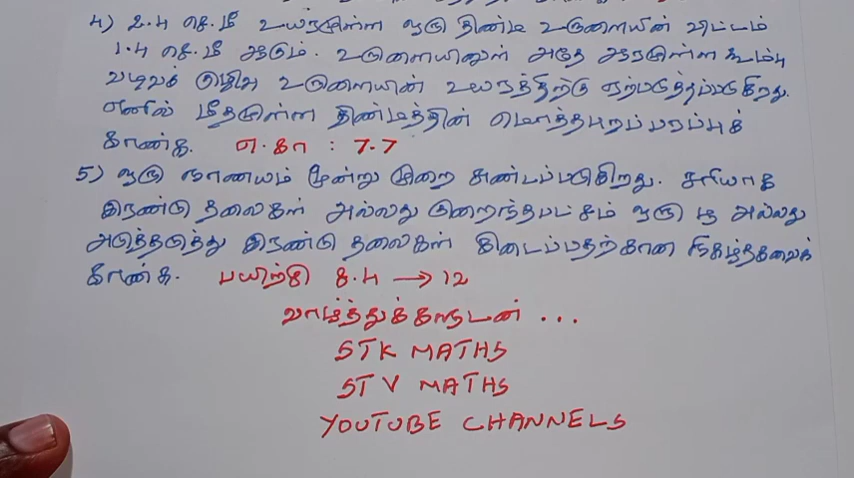 4) 2.4 செ.மீ உயரமுள்ள ஒரு திண்ம உருளையின் விட்டம்
1.4 செ.மீ ஆகும். உருளையினுள் அதே ஆரமுள்ள கூம்பு
வடிவக் குழிவு உருளையின் உயரத்திற்கு ஏற்படுத்தப்படுகிறது.
எனில் மீதமுள்ள திண்மத்தின் மொத்தபுறப்பரப்புக்
காண்க. எ.கா : 7.7
5) ஒரு நாணயம் மூன்று முறை சுண்டப்படுகிறது. சரியாக
இரண்டு தலைகள் அல்லது குறைந்தபட்சம் ஒரு பூ அல்லது
அடுத்தடுத்து இரண்டு தலைகள் கிடைப்பதற்கான நிகழ்தகவைக்
காண்க. பயிற்சி 8.4 → 12
வாழ்த்துக்களுடன் ...
STK MATHS
STV MATHS
YOUTUBE CHANNELS